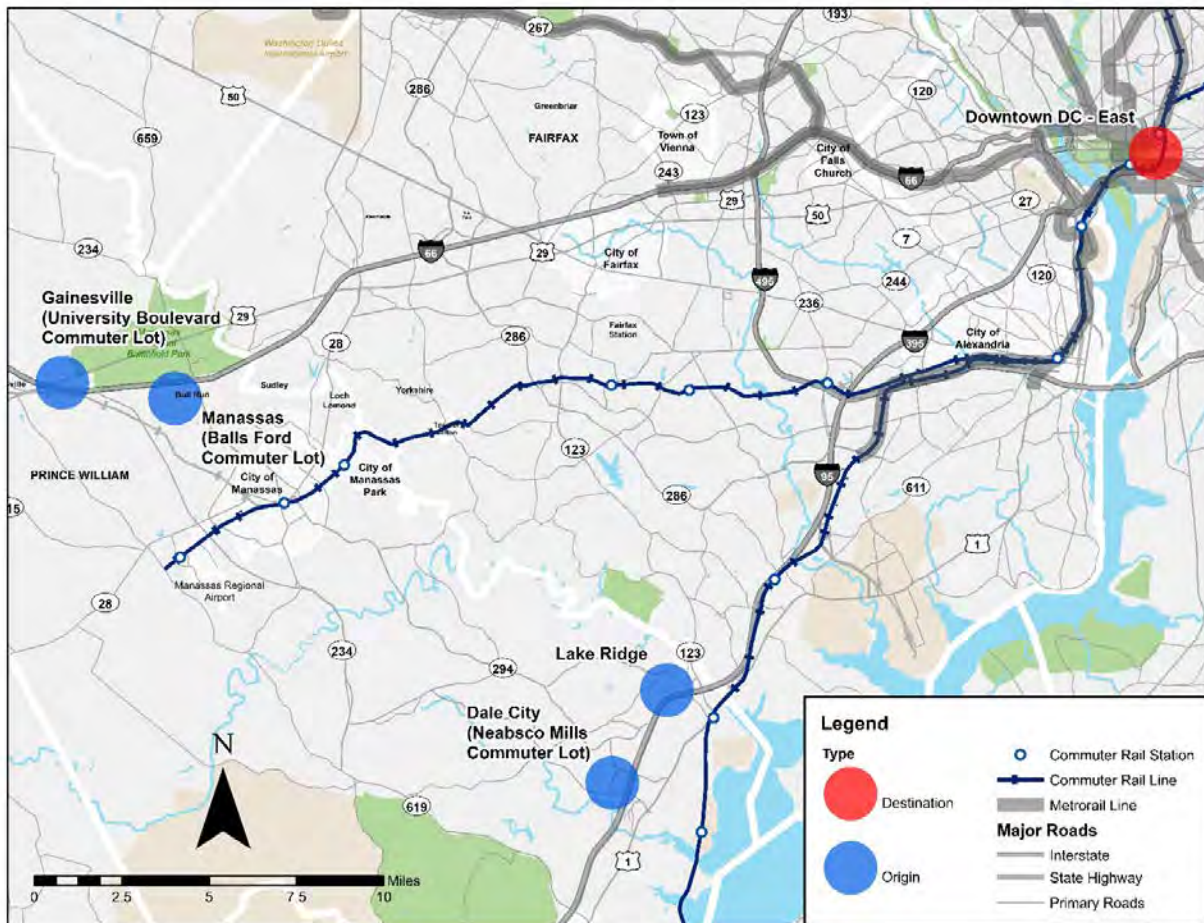 267
193
Washington Dulles
International Airport
50
286
120
Greenbriar
123
Downtown DC - East
FAIRFAX
Town of
Vienna
City of
Falls
Church
659
243
66
29
27
50
234
66
29
7
City of
Fairfax
495
244
120
Gainesville
(University Boulevard
Commuter Lot)
29
236
Battlefield Park
28
286
Fairfax
Station
395
City of
Alexandria
ville
Bull Run
Sudley
Loch
Lomond
Yorkshire
Manassas
(Balls Ford
Commuter Lot)
123
PRINCE WILLIAM
City of
Manassas
City of
Manassas
Park
95
286
611
15
1
Manassas Regional
Airport
28
234
294
Lake Ridge
123
Dale City
(Neabsco Mills
Commuter Lot)
N
619
1
0 2.5 5 7.5 10
Miles
Legend
Type
Destination
Origin
Commuter Rail Station
Commuter Rail Line
Metrorail Line
Major Roads
Interstate
State Highway
Primary Roads